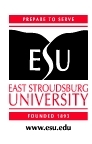 PREPARE TO SERVE
ESU
EAST STROUDSBURG
UNIVERSITY
FOUNDED 1893
www.esu.edu